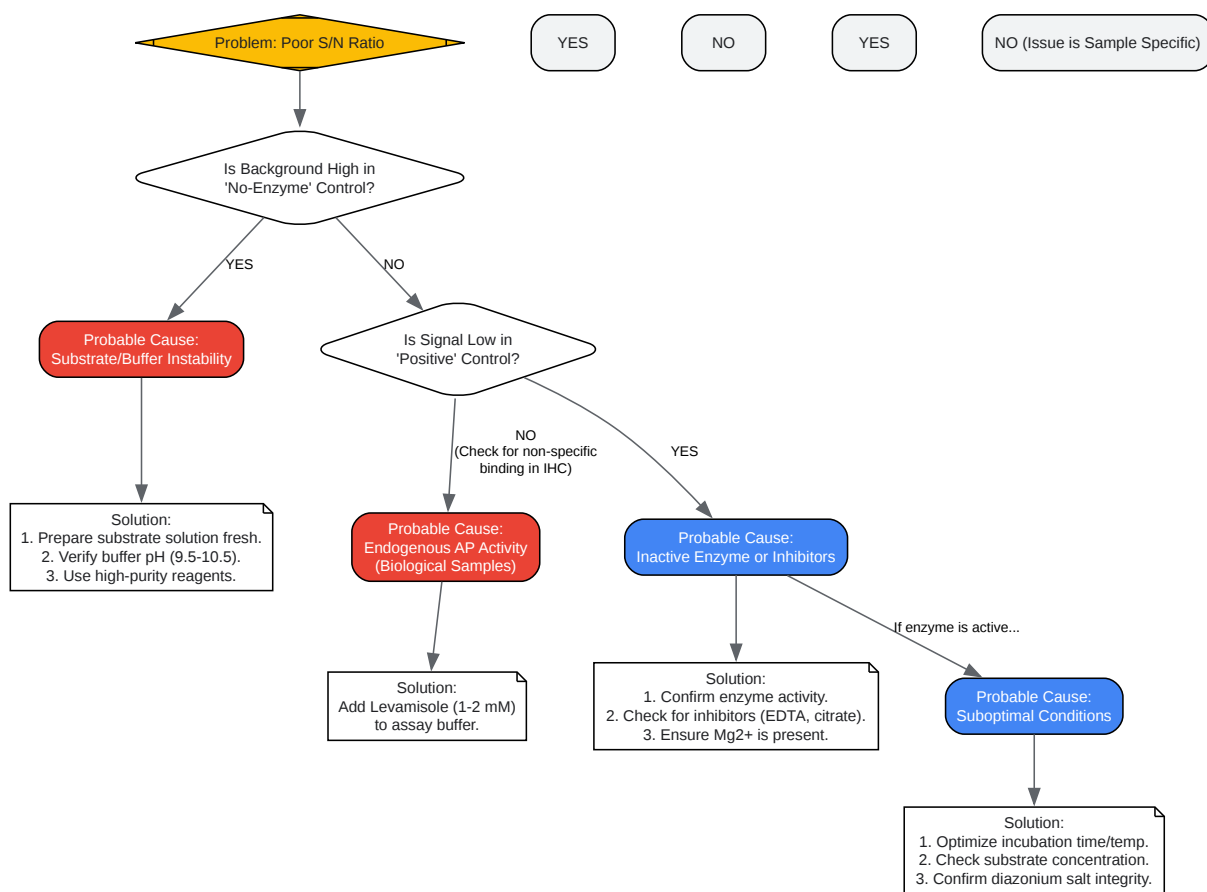 Problem: Poor S/N Ratio
YES
NO
YES
NO (Issue is Sample Specific)
Is Background High in
'No-Enzyme' Control?
YES
NO
Probable Cause:
Substrate/Buffer Instability
Is Signal Low in
'Positive' Control?
NO
(Check for non-specific
binding in IHC)
YES
Solution:
1. Prepare substrate solution fresh.
2. Verify buffer pH (9.5-10.5).
3. Use high-purity reagents.
Probable Cause:
Endogenous AP Activity
(Biological Samples)
Probable Cause:
Inactive Enzyme or Inhibitors
If enzyme is active...
Solution:
Add Levamisole (1-2 mM)
to assay buffer.
Solution:
1. Confirm enzyme activity.
2. Check for inhibitors (EDTA, citrate).
3. Ensure Mg2+ is present.
Probable Cause:
Suboptimal Conditions
Solution:
1. Optimize incubation time/temp.
2. Check substrate concentration.
3. Confirm diazonium salt integrity.